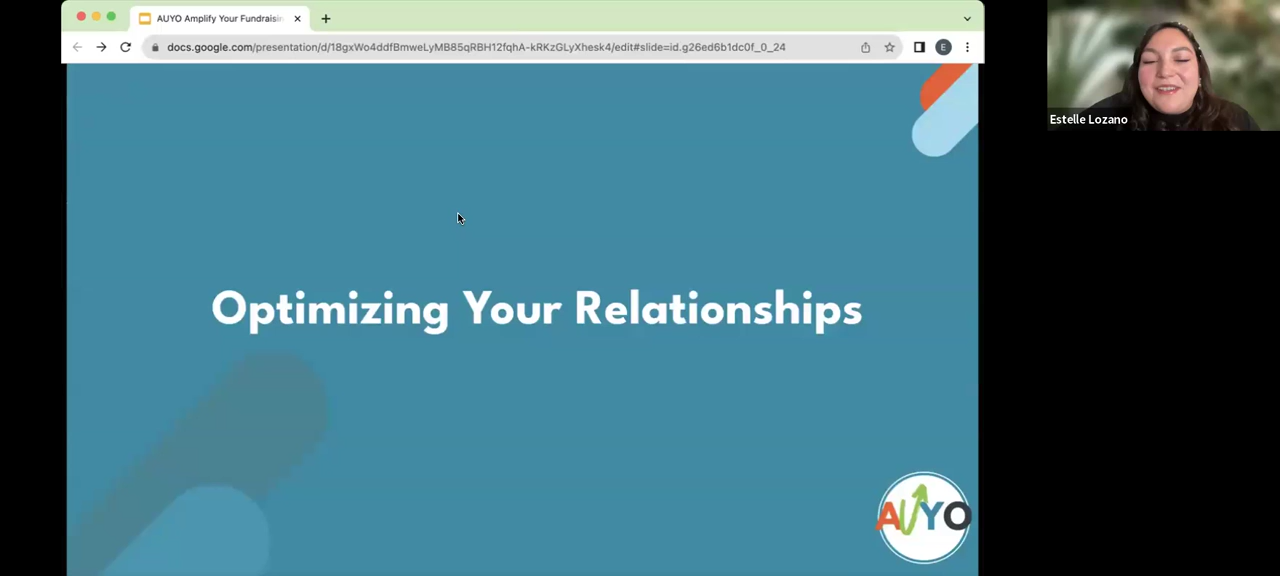 AUYO Amplify Your Fundraisin
docs.google.com/presentation/d/18gxWo4ddfBmweLyMB85qRBH12fqhA-kRKzGLyXhesk4/edit#slide=id.g26ed6b1dc0f_0_24
E
Estelle Lozano
Optimizing Your Relationships
AUYO